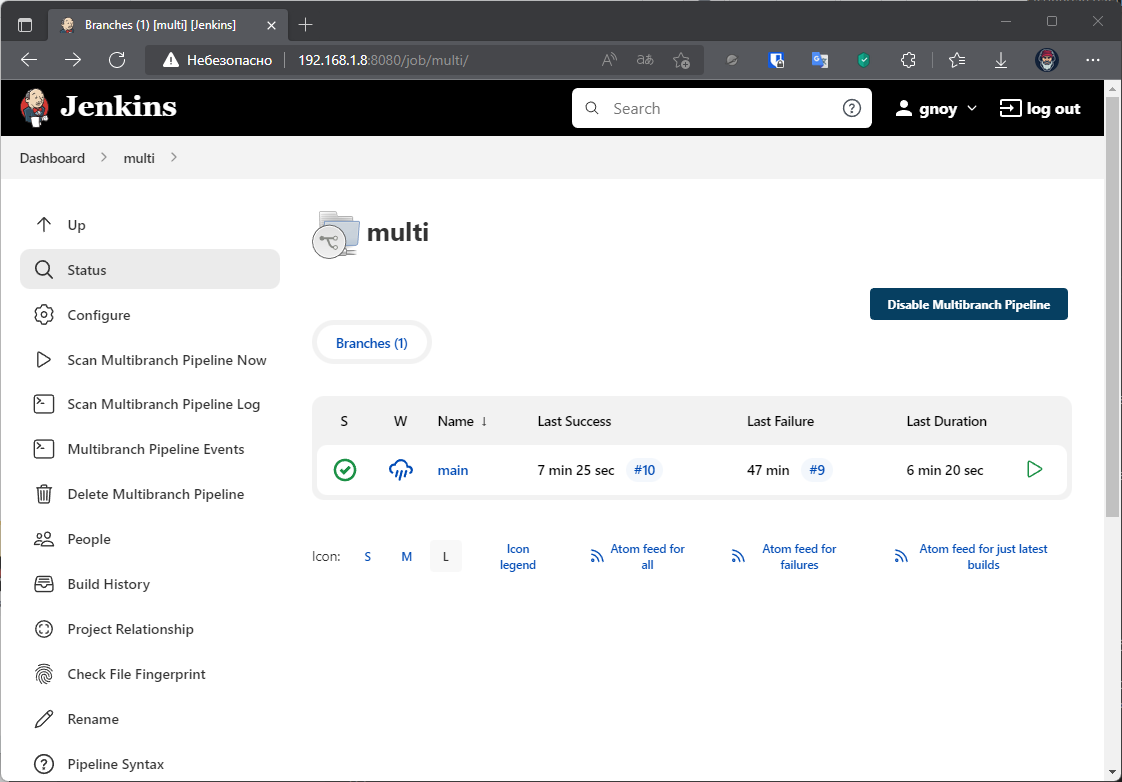 Branches (1) [multi] [Jenkins]
Небезопасно 192.168.1.8:8080/job/multi/
Jenkins
Search
gnoy
log out
Dashboard
multi
Up
Status
Configure
Scan Multibranch Pipeline Now
Scan Multibranch Pipeline Log
Multibranch Pipeline Events
Delete Multibranch Pipeline
People
Build History
Project Relationship
Check File Fingerprint
Rename
Pipeline Syntax
multi
Disable Multibranch Pipeline
Branches (1)
S W Name ↓ Last Success Last Failure Last Duration
main 7 min 25 sec #10 47 min #9 6 min 20 sec
Icon: S M L
Icon
legend
Atom feed for
all
Atom feed for
failures
Atom feed for just latest
builds